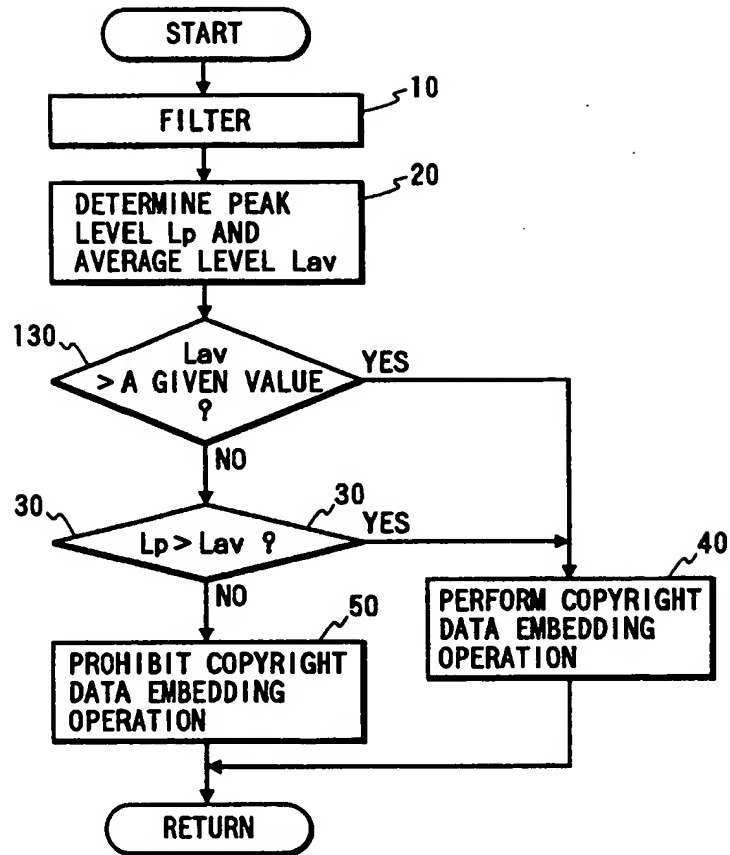 START
10
FILTER
20
DETERMINE PEAK
LEVEL Lp AND
AVERAGE LEVEL Lav
130
Lav
> A GIVEN VALUE
?
YES
NO
30
30
Lp > Lav ?
YES
NO
40
PERFORM COPYRIGHT
DATA EMBEDDING
OPERATION
50
PROHIBIT COPYRIGHT
DATA EMBEDDING
OPERATION
RETURN